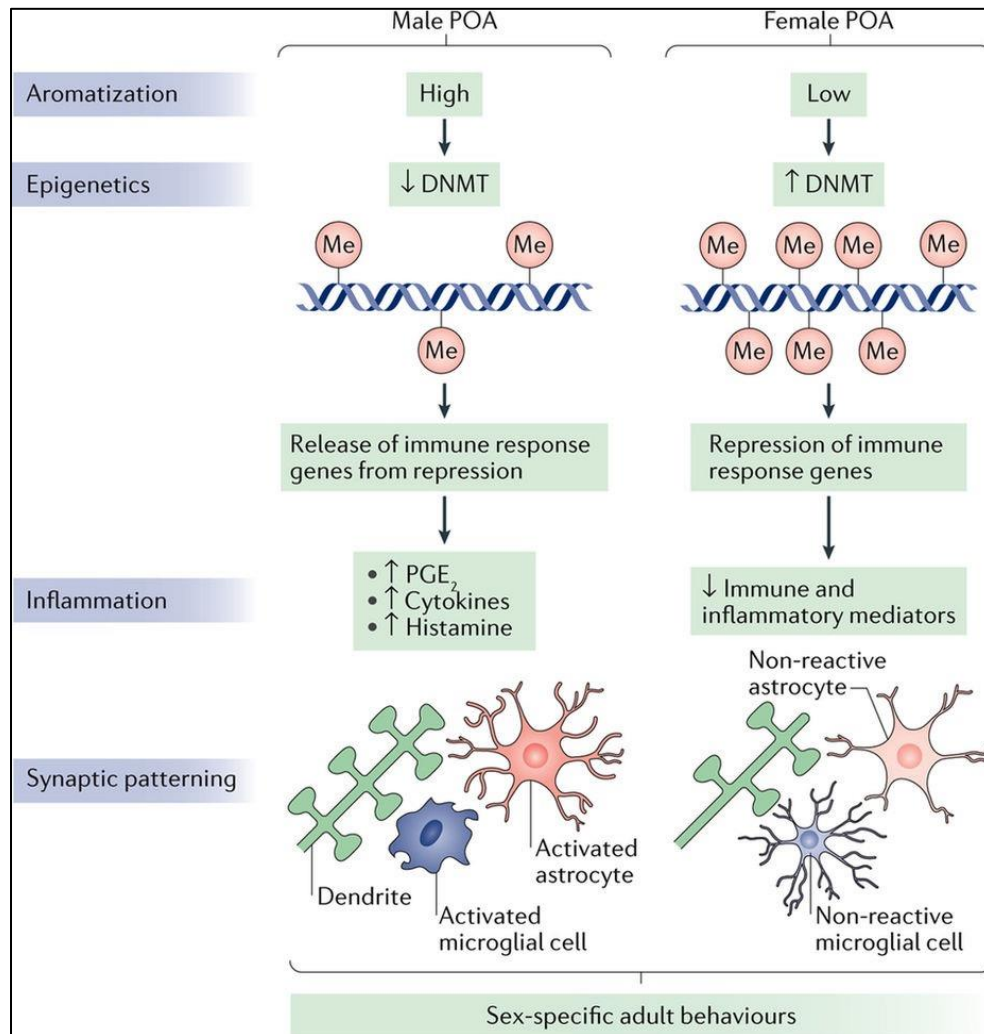 Male POA
Female POA
Aromatization
High
Low
Epigenetics
↓ DNMT
↑ DNMT
Me
Me
Me
Me
Me
Me
Me
Me
Me
Me
Release of immune response
genes from repression
Repression of immune
response genes
Inflammation
• ↑ PGE₂
• ↑ Cytokines
• ↑ Histamine
↓ Immune and
inflammatory mediators
Synaptic patterning
Dendrite
Activated
microglial cell
Activated
astrocyte
Non-reactive
astrocyte
Non-reactive
microglial cell
Sex-specific adult behaviours